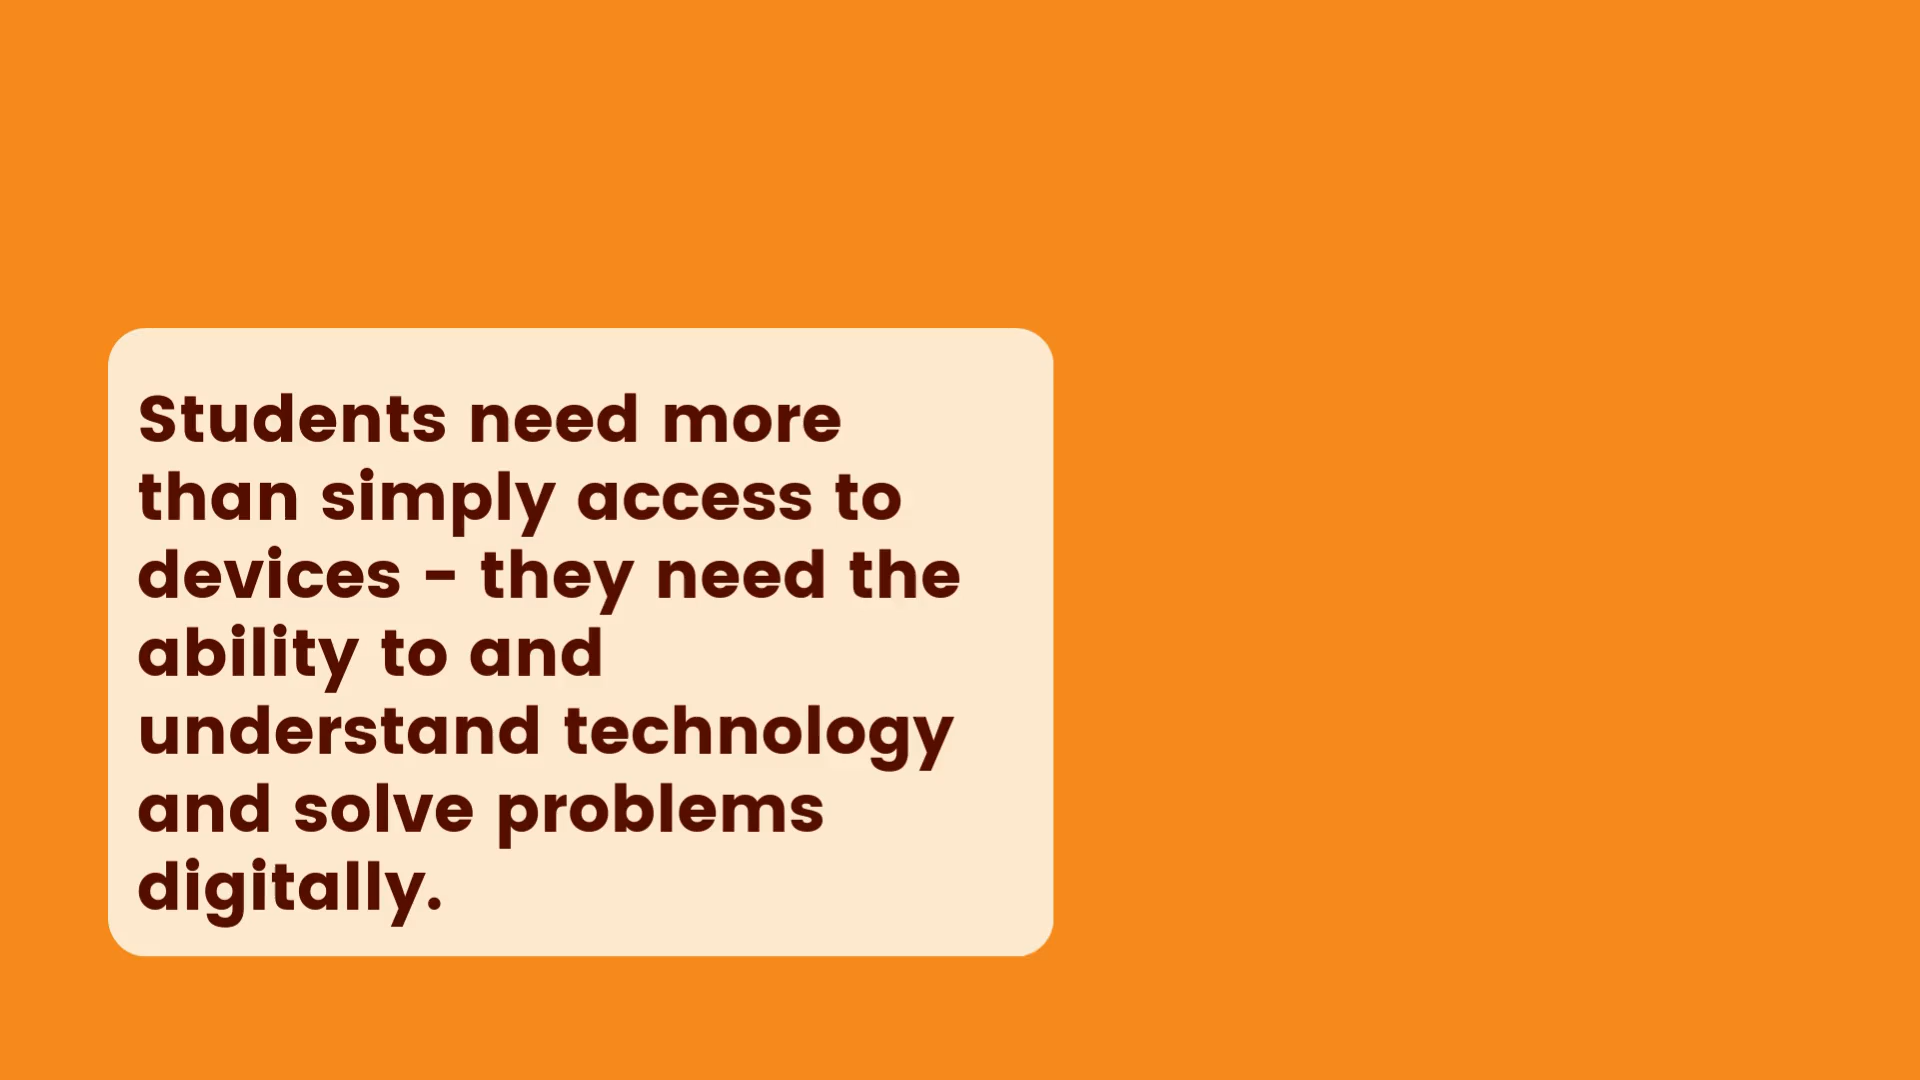 Students need more
than simply access to
devices - they need the
ability to and
understand technology
and solve problems
digitally.